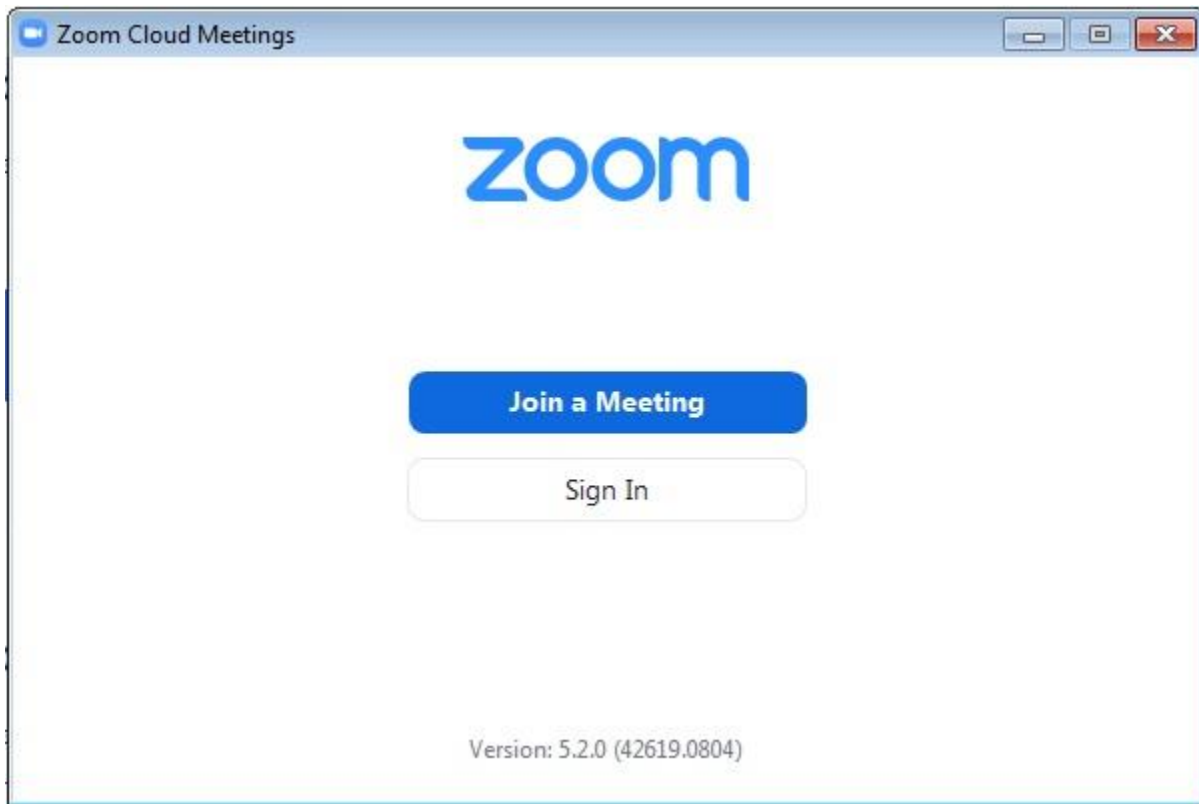 Zoom Cloud Meetings
zoom
Join a Meeting
Sign In
Version: 5.2.0 (42619.0804)